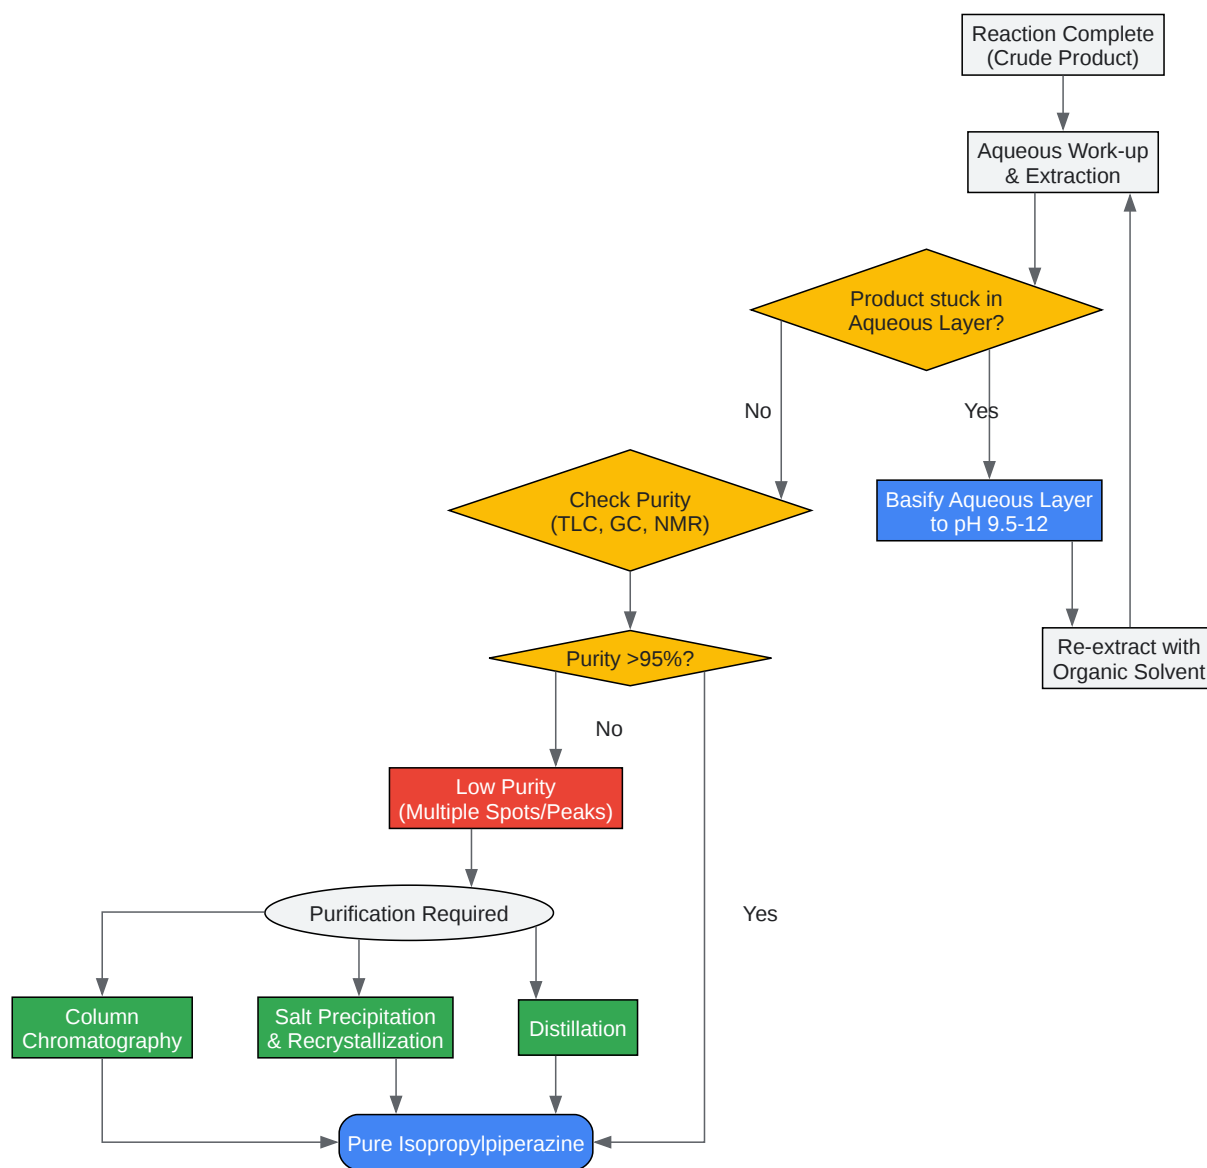 Reaction Complete
(Crude Product)
Aqueous Work-up
& Extraction
Product stuck in
Aqueous Layer?
No
Yes
Check Purity
(TLC, GC, NMR)
Basify Aqueous Layer
to pH 9.5-12
Re-extract with
Organic Solvent
Purity >95%?
No
Low Purity
(Multiple Spots/Peaks)
Purification Required
Yes
Column
Chromatography
Salt Precipitation
& Recrystallization
Distillation
Pure Isopropylpiperazine